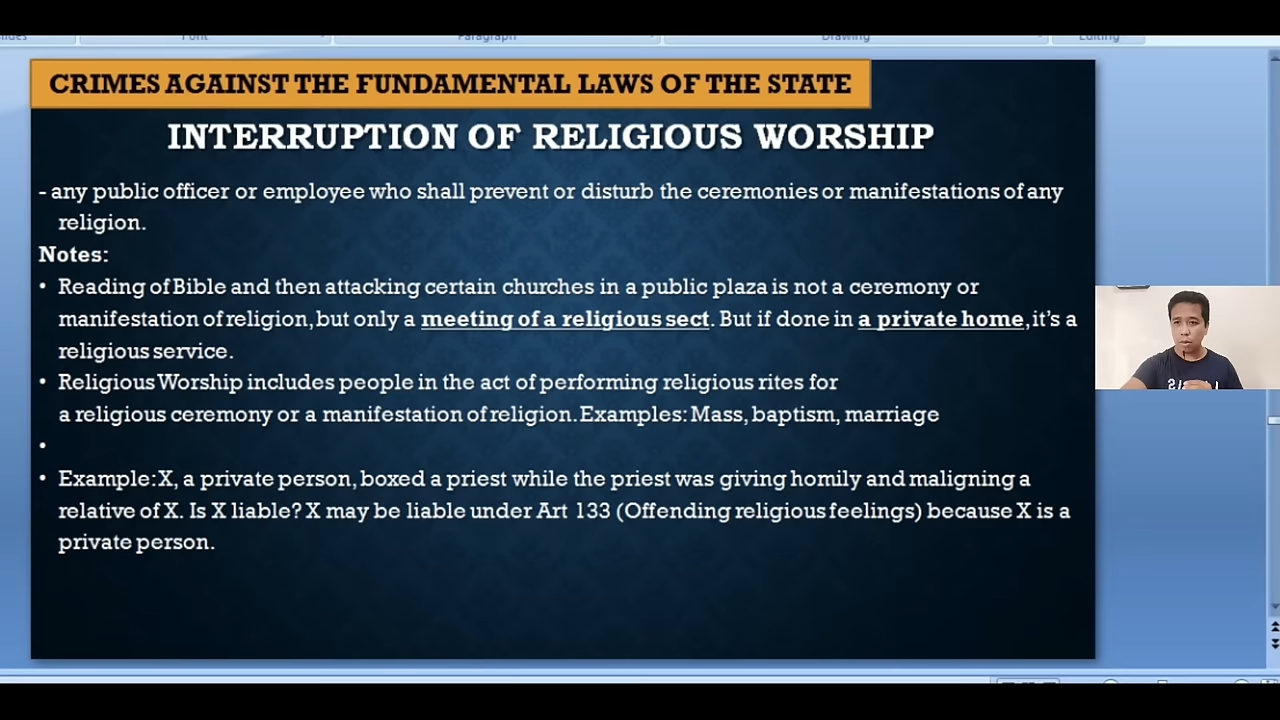 Font Paragraph Drawing Editing
CRIMES AGAINST THE FUNDAMENTAL LAWS OF THE STATE
INTERRUPTION OF RELIGIOUS WORSHIP
- any public officer or employee who shall prevent or disturb the ceremonies or manifestations of any
religion.
Notes:
• Reading of Bible and then attacking certain churches in a public plaza is not a ceremony or
manifestation of religion, but only a meeting of a religious sect. But if done in a private home, it's a
religious service.
• Religious Worship includes people in the act of performing religious rites for
a religious ceremony or a manifestation of religion. Examples: Mass, baptism, marriage
•
• Example: X, a private person, boxed a priest while the priest was giving homily and maligning a
relative of X. Is X liable? X may be liable under Art 133 (Offending religious feelings) because X is a
private person.